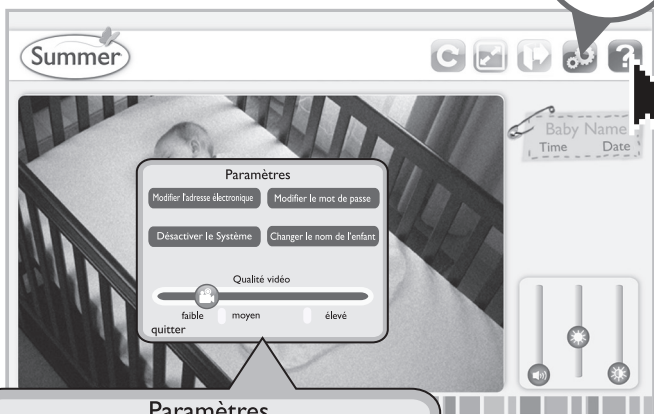 Summer
C
?
Baby Name
Time Date
Paramètres
Modifier l'adresse électronique Modifier le mot de passe
Désactiver le Système Changer le nom de l'enfant
Qualité vidéo
faible moyen élevé
quitter
Paramètres